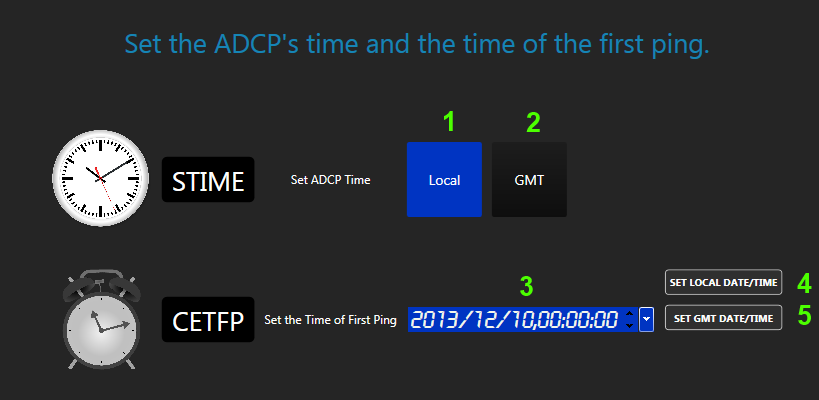 Set the ADCP's time and the time of the first ping.
1 2
STIME Set ADCP Time Local GMT
3
SET LOCAL DATE/TIME 4
CETFP Set the Time of First Ping 2013/12/10,00:00:00 SET GMT DATE/TIME 5